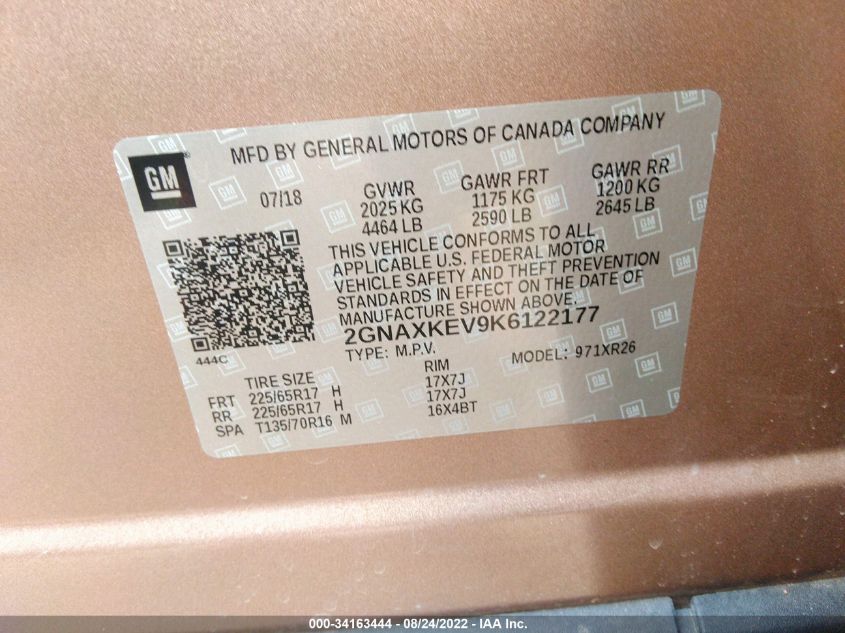 GM
MFD BY GENERAL MOTORS OF CANADA COMPANY
07/18 GVWR GAWR FRT GAWR RR
2025 KG 1175 KG 1200 KG
4464 LB 2590 LB 2645 LB
THIS VEHICLE CONFORMS TO ALL
APPLICABLE U.S. FEDERAL MOTOR
VEHICLE SAFETY AND THEFT PREVENTION
STANDARDS IN EFFECT ON THE DATE OF
MANUFACTURE SHOWN ABOVE.
2GNAXKEV9K6122177
444C TYPE: M.P.V. MODEL: 971XR26
TIRE SIZE RIM
FRT 225/65R17 H 17X7J
RR 225/65R17 H 17X7J
SPA T135/70R16 M 16X4BT
000-34163444 - 08/24/2022 - IAA Inc.